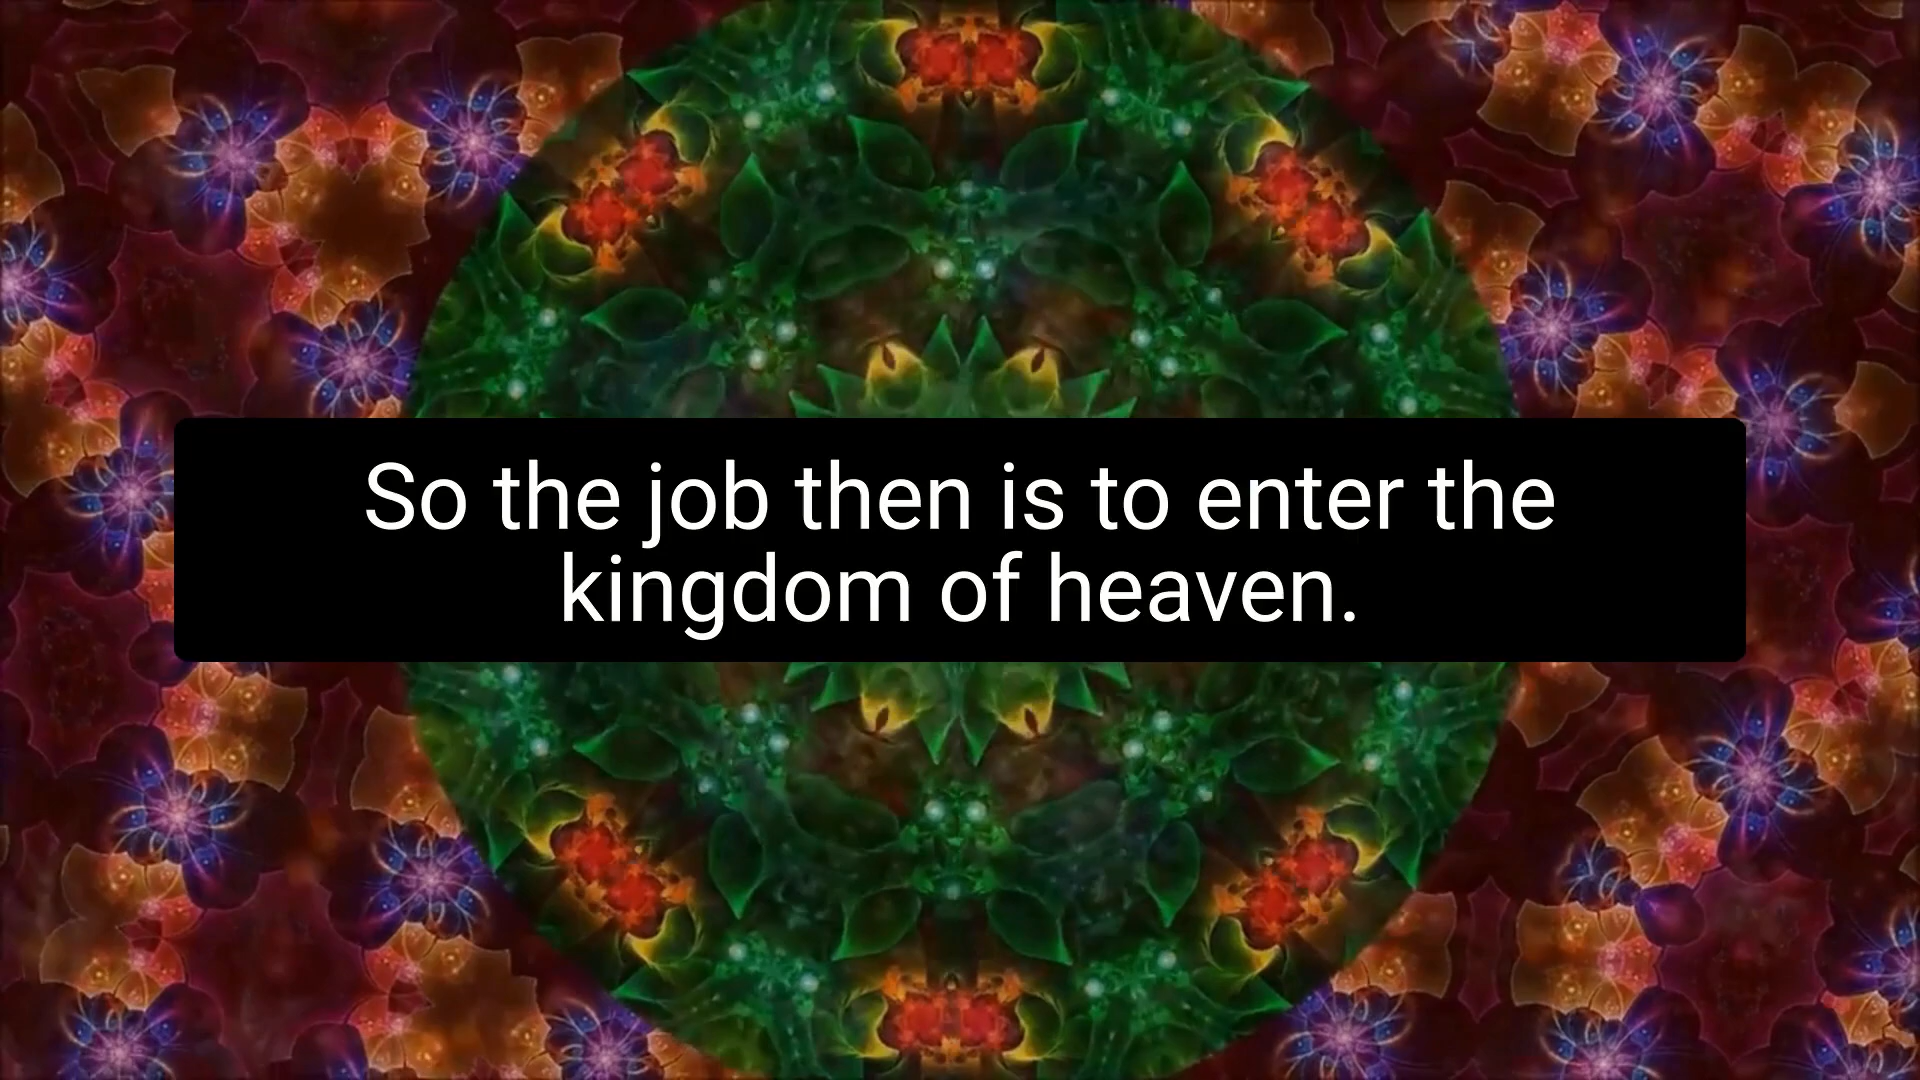 So the job then is to enter the
kingdom of heaven.